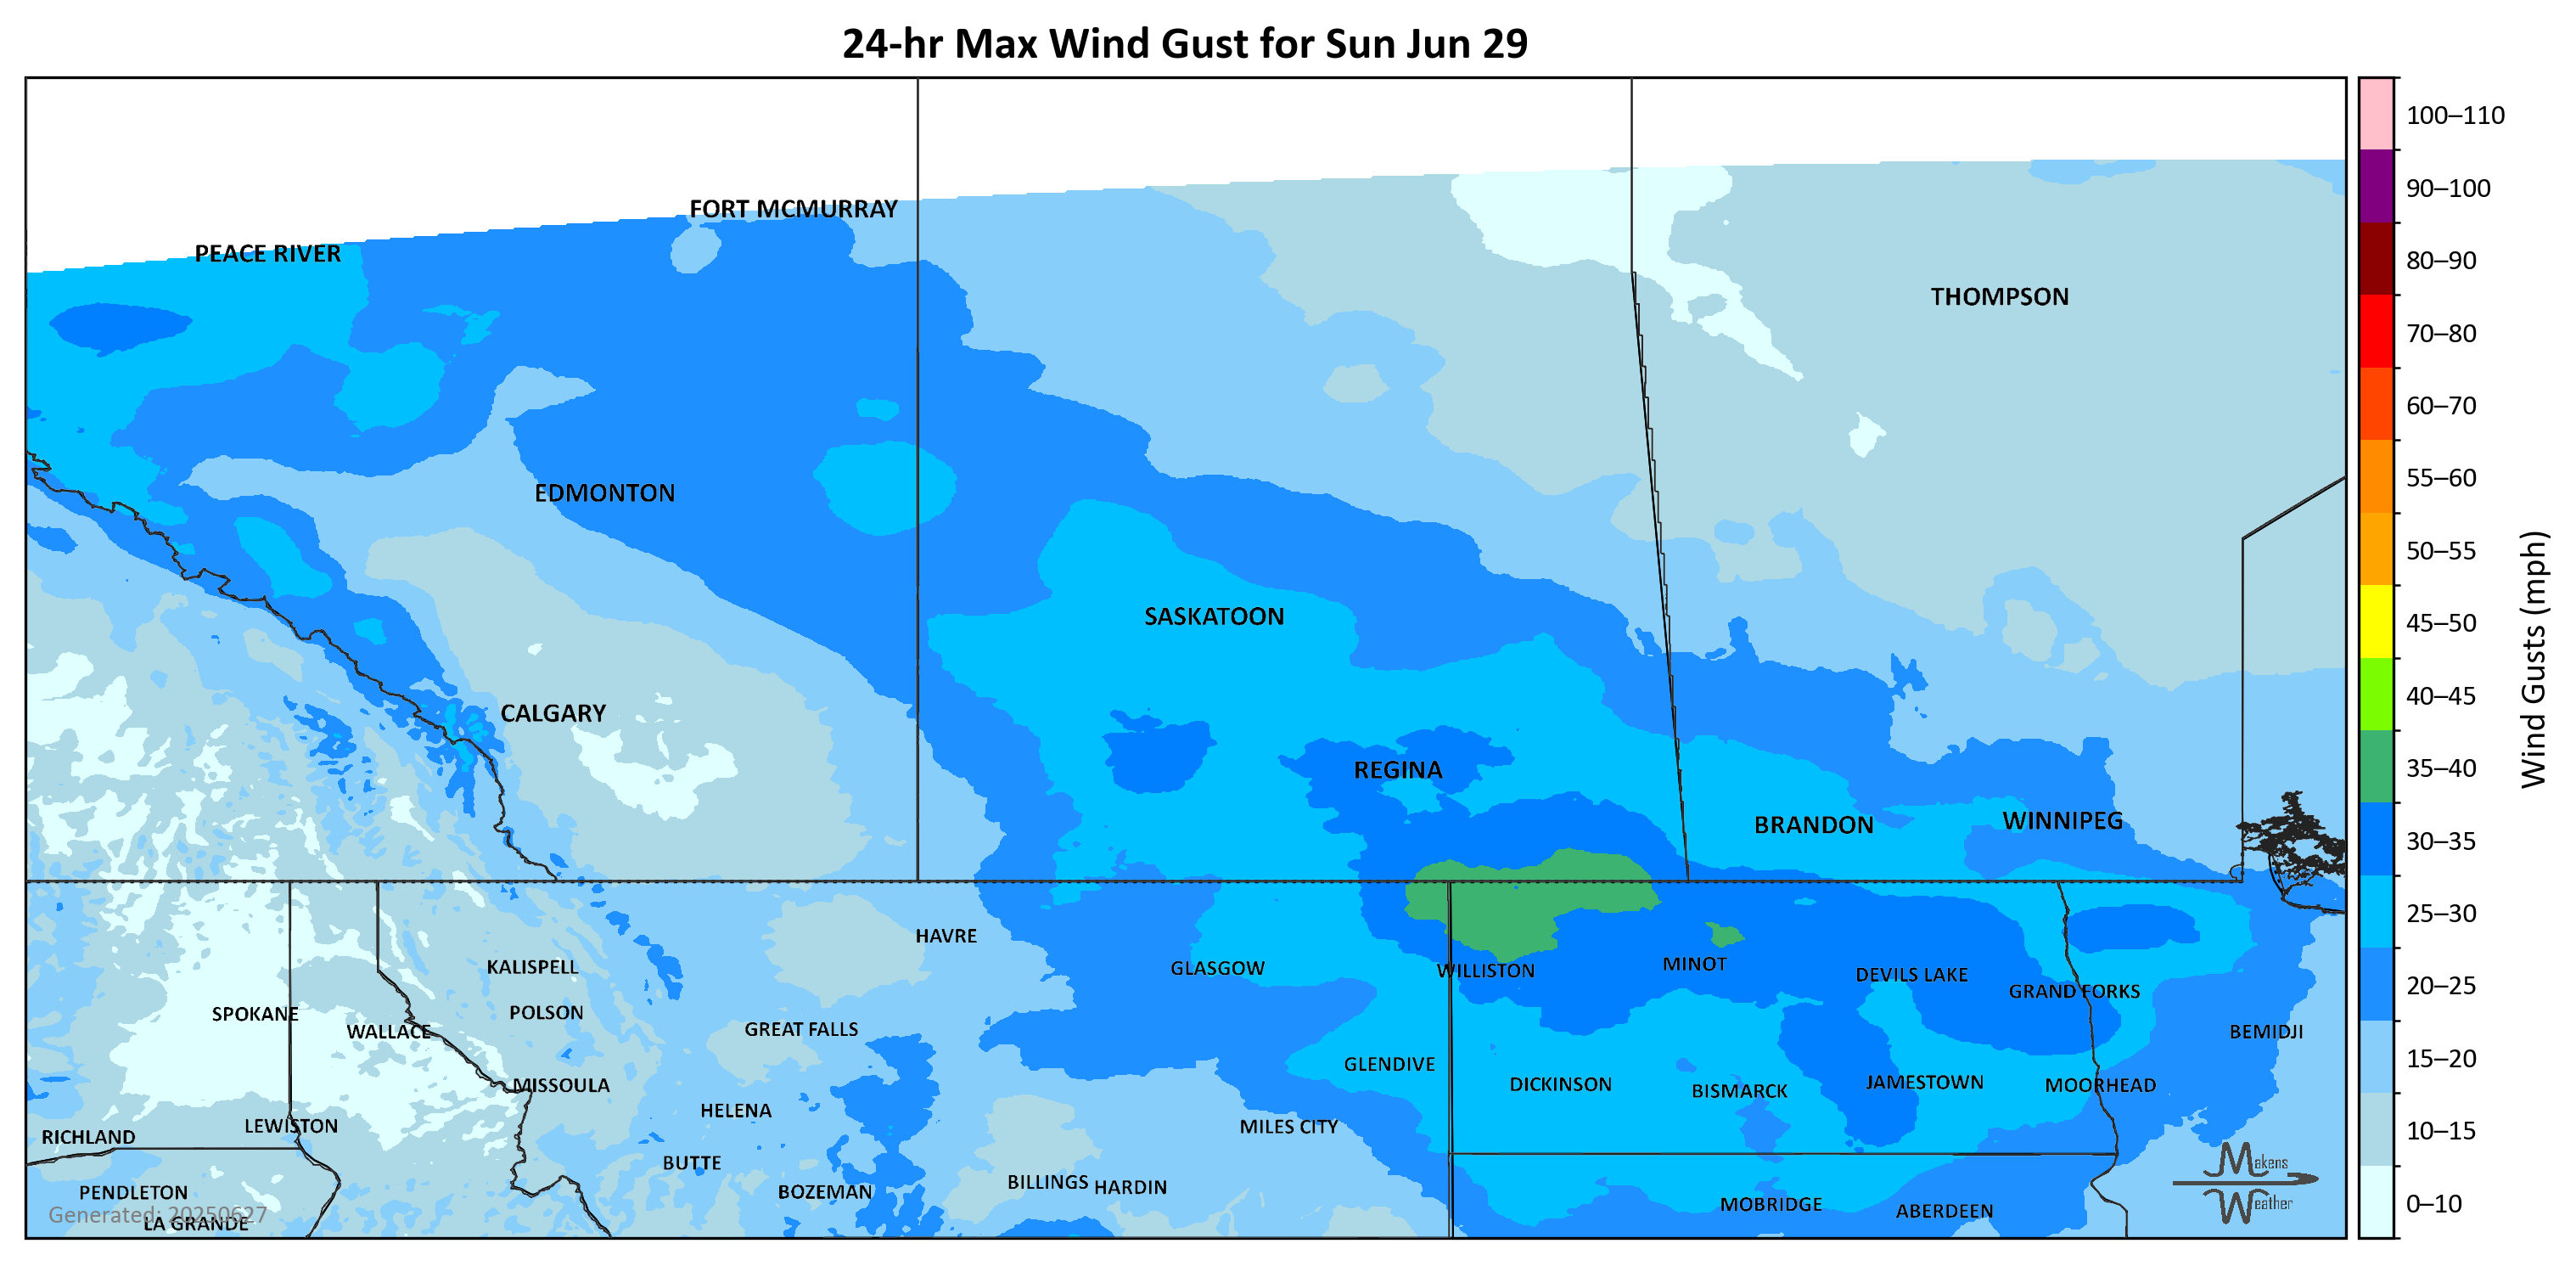 24-hr Max Wind Gust for Sun Jun 29
100–110
90–100
80–90
70–80
60–70
55–60
50–55
45–50
40–45
35–40
30–35
25–30
20–25
15–20
10–15
0–10
Wind Gusts (mph)
FORT MCMURRAY
PEACE RIVER
THOMPSON
EDMONTON
SASKATOON
CALGARY
REGINA
BRANDON
WINNIPEG
HAVRE
KALISPELL
GLASGOW
WILLISTON
MINOT
DEVILS LAKE
GRAND FORKS
SPOKANE
POLSON
WALLACE
GREAT FALLS
BEMIDJI
GLENDIVE
MISSOULA
DICKINSON
BISMARCK
JAMESTOWN
MOORHEAD
HELENA
LEWISTON
MILES CITY
RICHLAND
BUTTE
BILLINGS
HARDIN
PENDLETON
BOZEMAN
MOBRIDGE
ABERDEEN
Generated: 20250627
LA GRANDE
Makens
Weather